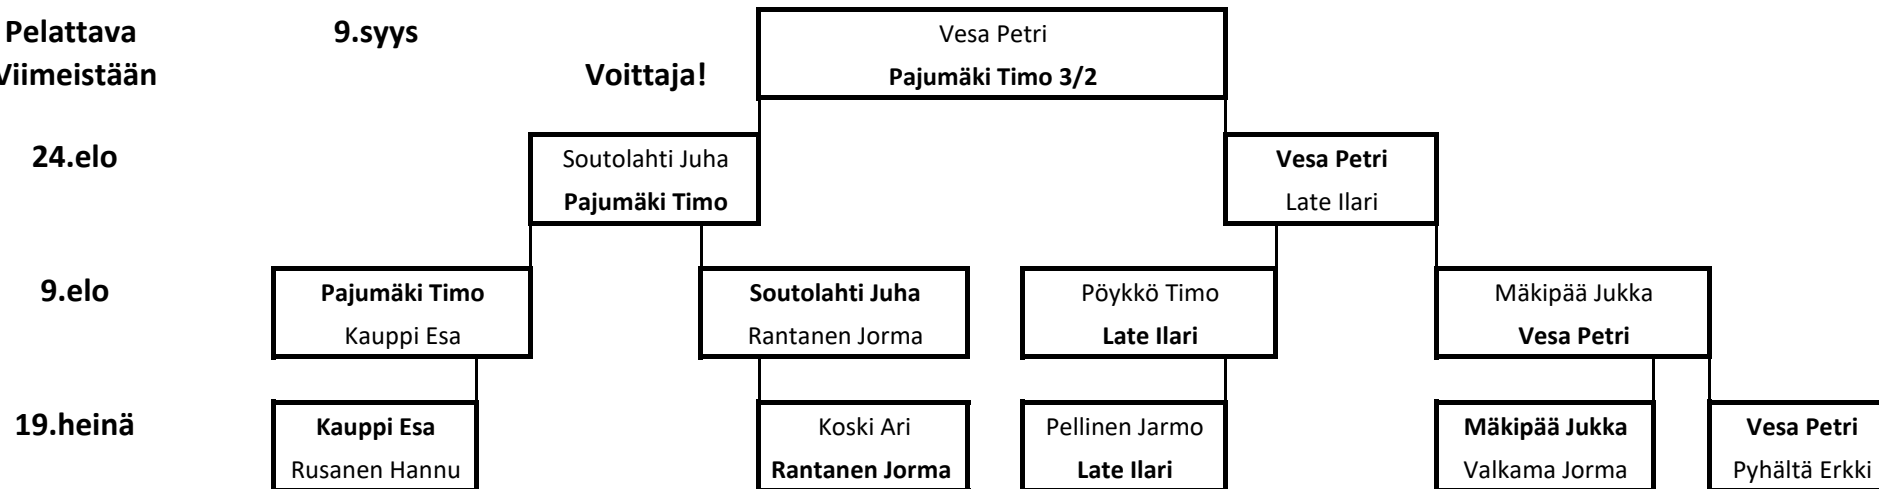 Pelattava
Viimeistään
9.syys
Voittaja!
Vesa Petri
Pajumäki Timo 3/2
24.elo
Soutolahti Juha
Pajumäki Timo
Vesa Petri
Late Ilari
9.elo
Pajumäki Timo
Kauppi Esa
Soutolahti Juha
Rantanen Jorma
Pöykkö Timo
Late Ilari
Mäkipää Jukka
Vesa Petri
19.heinä
Kauppi Esa
Rusanen Hannu
Koski Ari
Rantanen Jorma
Pellinen Jarmo
Late Ilari
Mäkipää Jukka
Valkama Jorma
Vesa Petri
Pyhältä Erkki